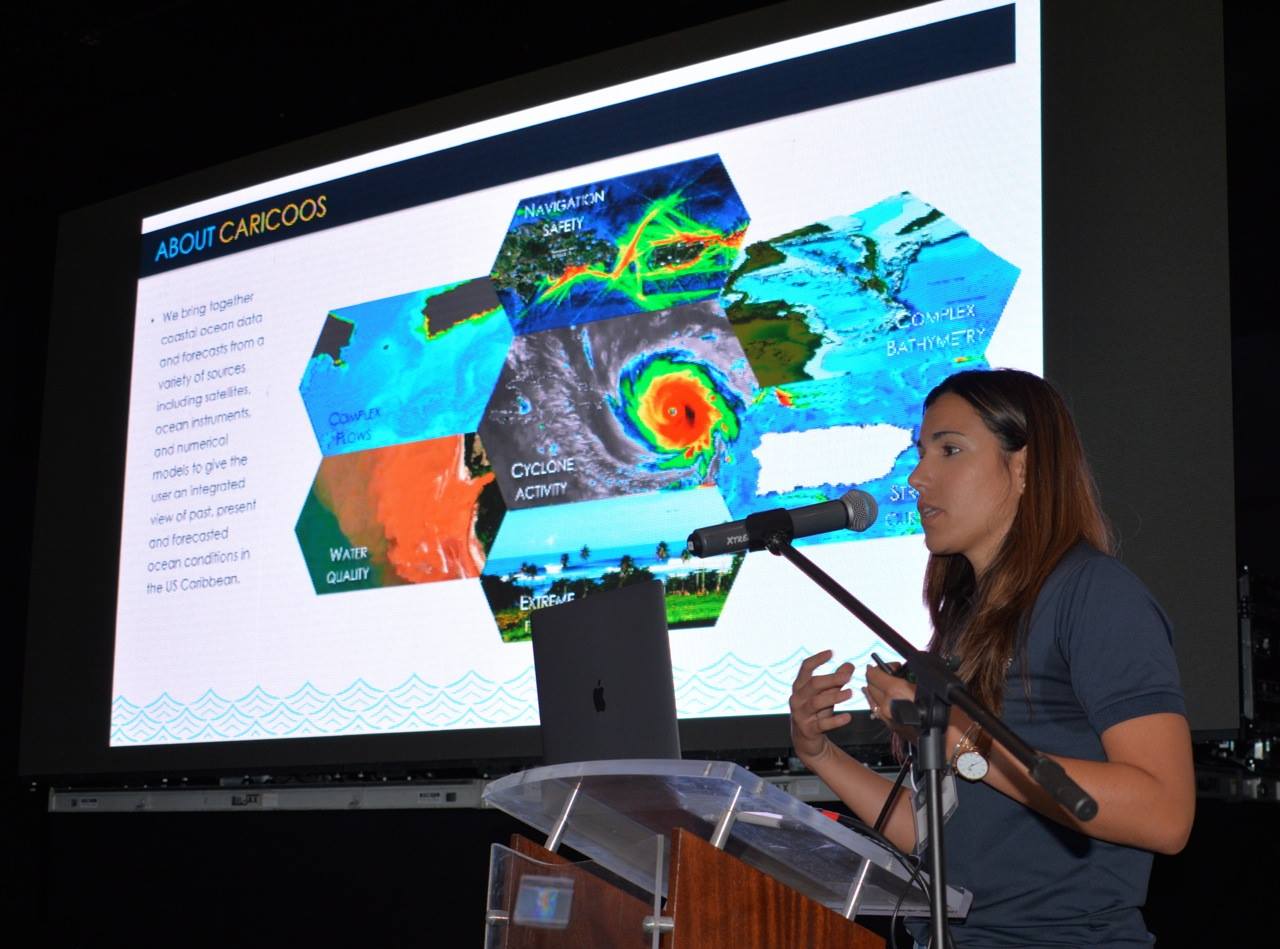 ABOUT CARICOOS
• We bring together
coastal ocean data
and forecasts from a
variety of sources
including satellites,
ocean instruments,
and numerical
models to give the
user an integrated
view of past, present
and forecasted
ocean conditions in
the US Caribbean.
NAVIGATION
SAFETY
COMPLEX
BATHYMETRY
COMPLEX
FLOWS
CYCLONE
ACTIVITY
WATER
QUALITY
EXTREME